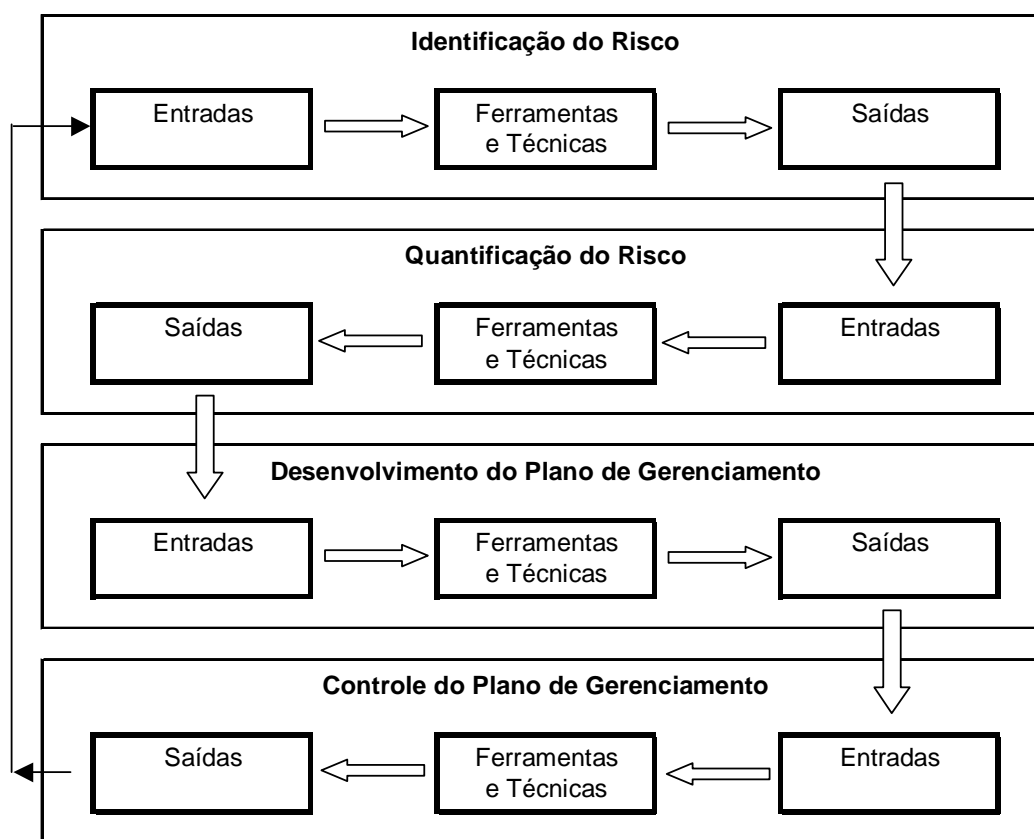 Identificação do Risco
Entradas
Ferramentas
e Técnicas
Saídas
Quantificação do Risco
Saídas
Ferramentas
e Técnicas
Entradas
Desenvolvimento do Plano de Gerenciamento
Entradas
Ferramentas
e Técnicas
Saídas
Controle do Plano de Gerenciamento
Saídas
Ferramentas
e Técnicas
Entradas